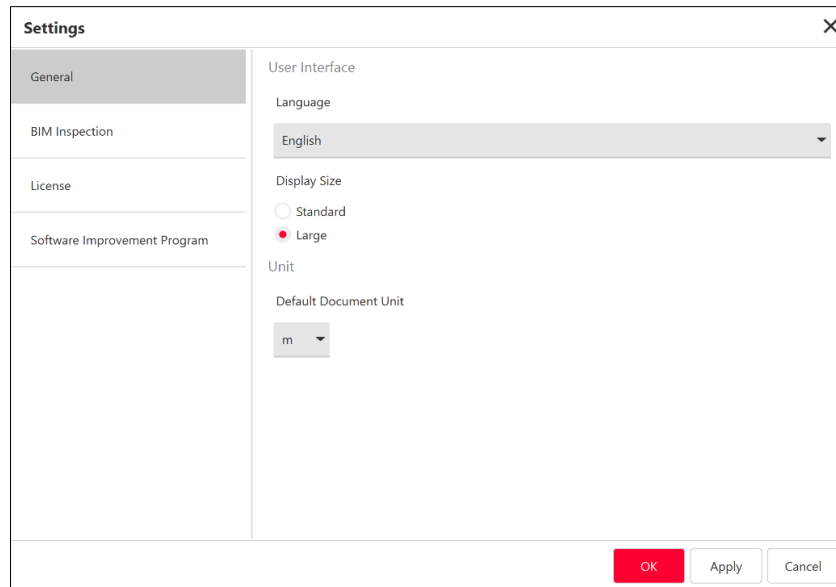 Settings
General
BIM Inspection
License
Software Improvement Program
User Interface
Language
English
Display Size
Standard
Large
Unit
Default Document Unit
m
OK
Apply
Cancel